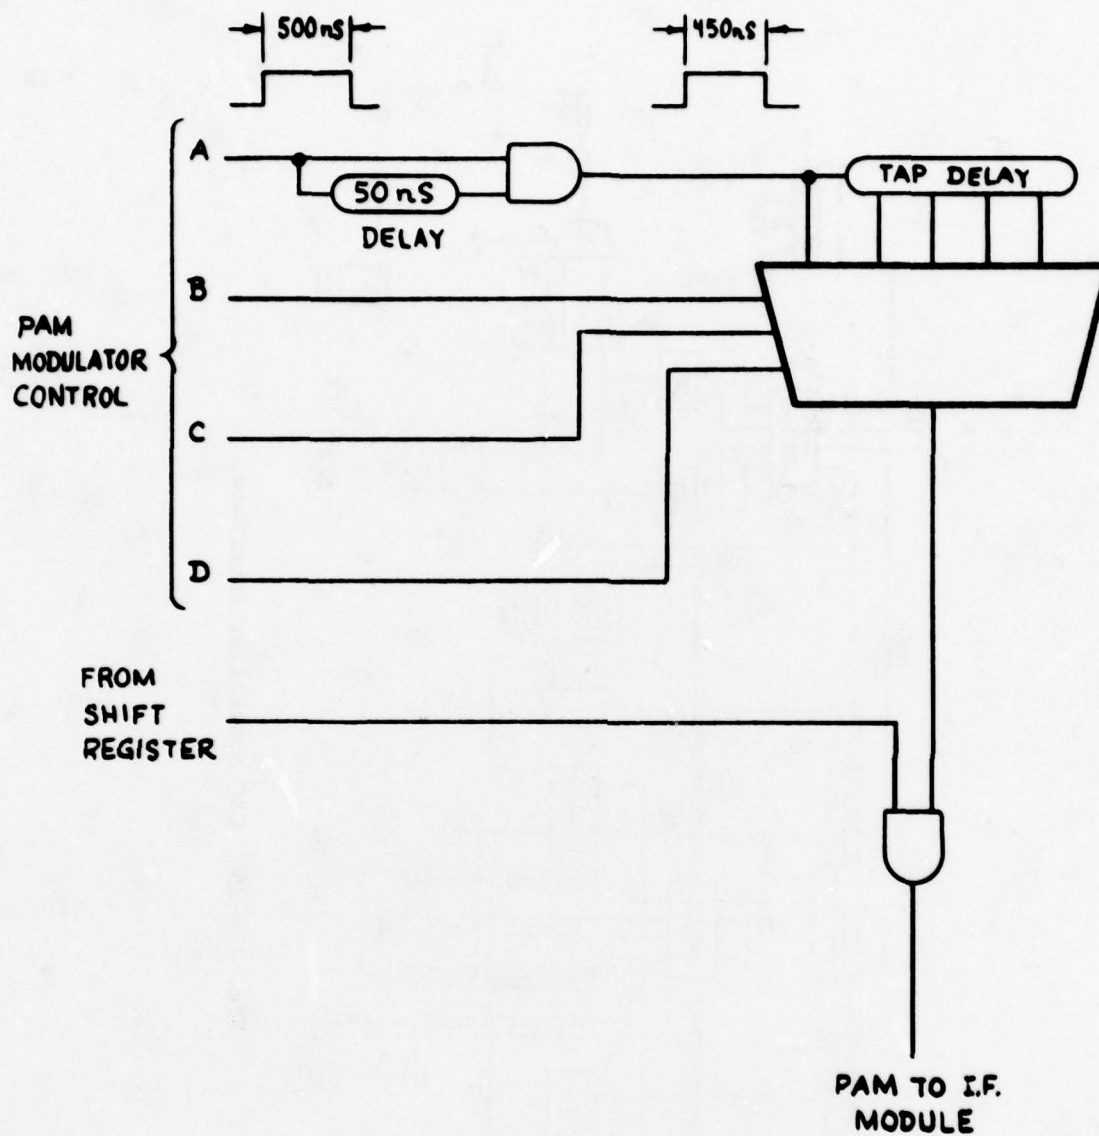 500nS
450nS
A
50 nS
DELAY
TAP DELAY
B
PAM
MODULATOR
CONTROL
C
D
FROM
SHIFT
REGISTER
PAM TO I.F.
MODULE